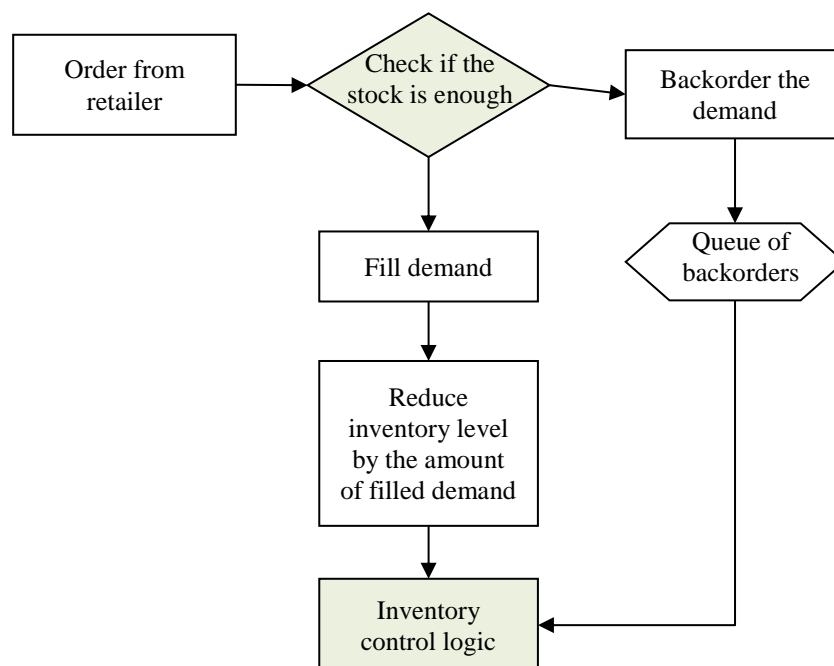 Order from
retailer
Check if the
stock is enough
Backorder the
demand
Fill demand
Queue of
backorders
Reduce
inventory level
by the amount
of filled demand
Inventory
control logic